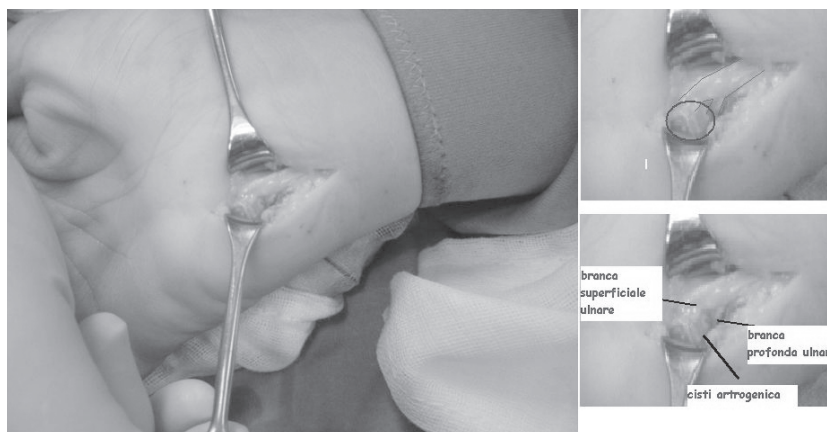 branca
superficiale
ulnare
branca
profonda ulnar
cisti artrogenica